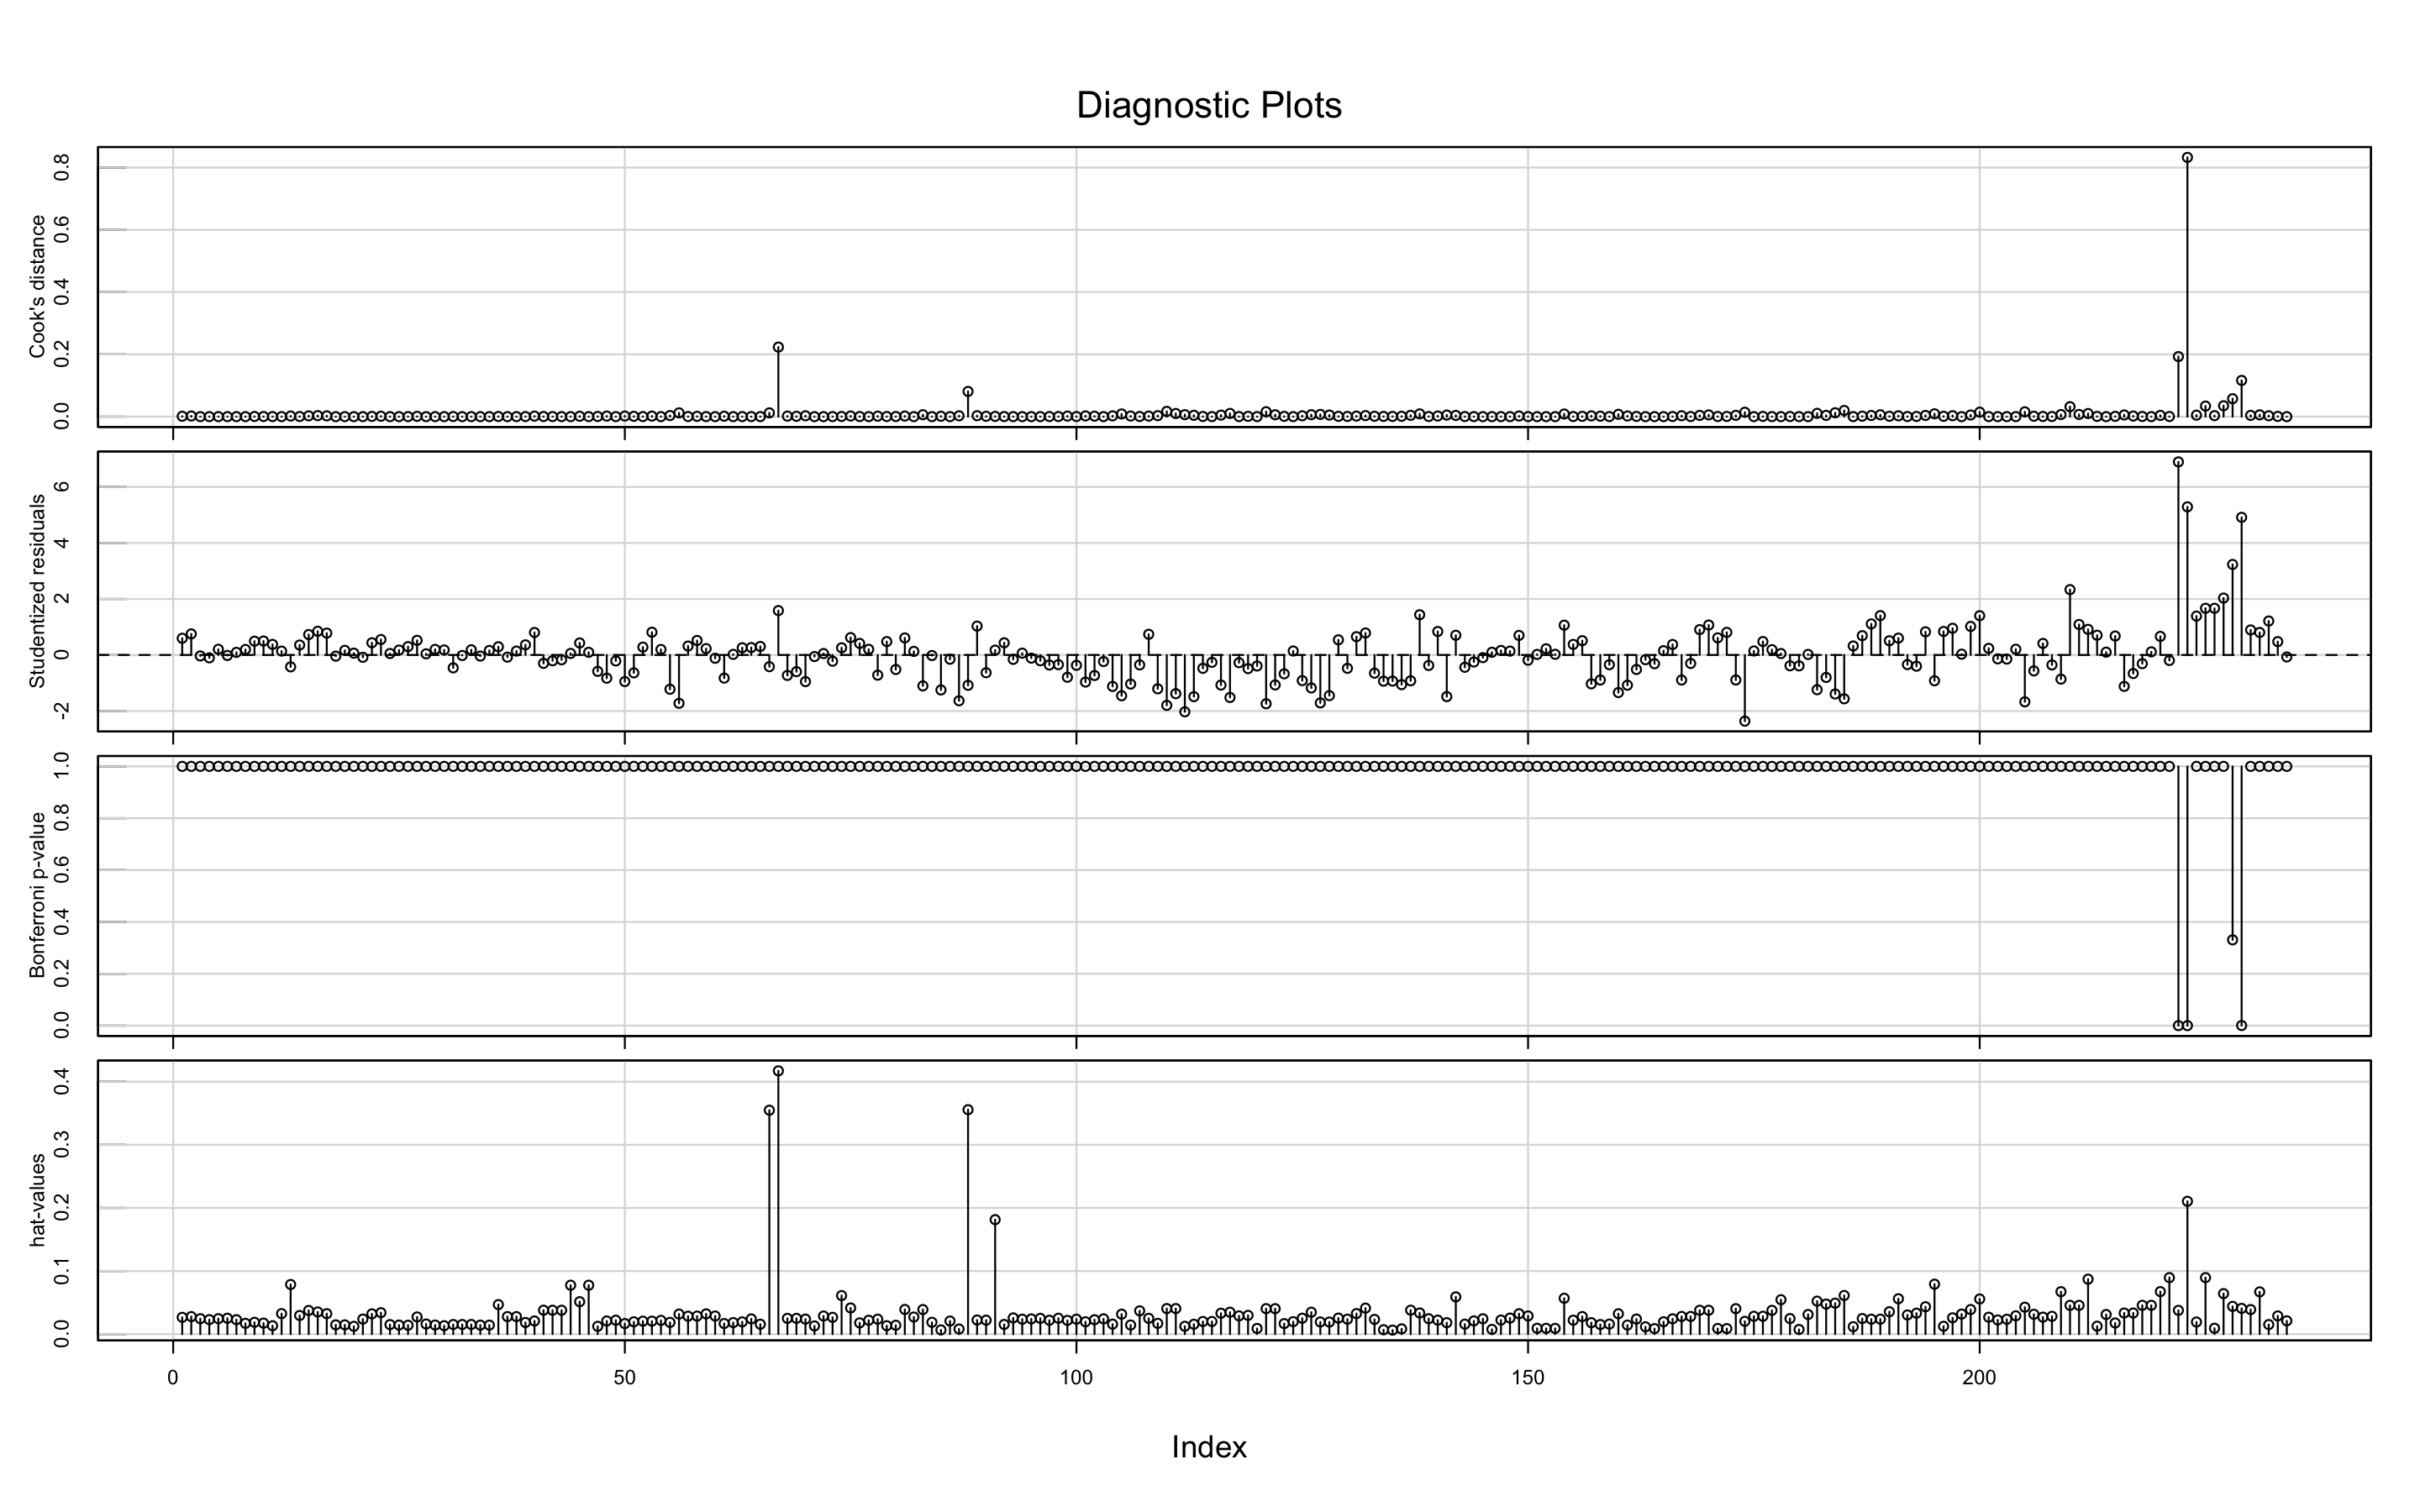 Diagnostic Plots
Cook's distance
0.0 0.2 0.4 0.6 0.8
Studentized residuals
-2 0 2 4 6
Bonferroni p-value
0.0 0.2 0.4 0.6 0.8 1.0
hat-values
0.0 0.1 0.2 0.3 0.4
0 50 100 150 200
Index